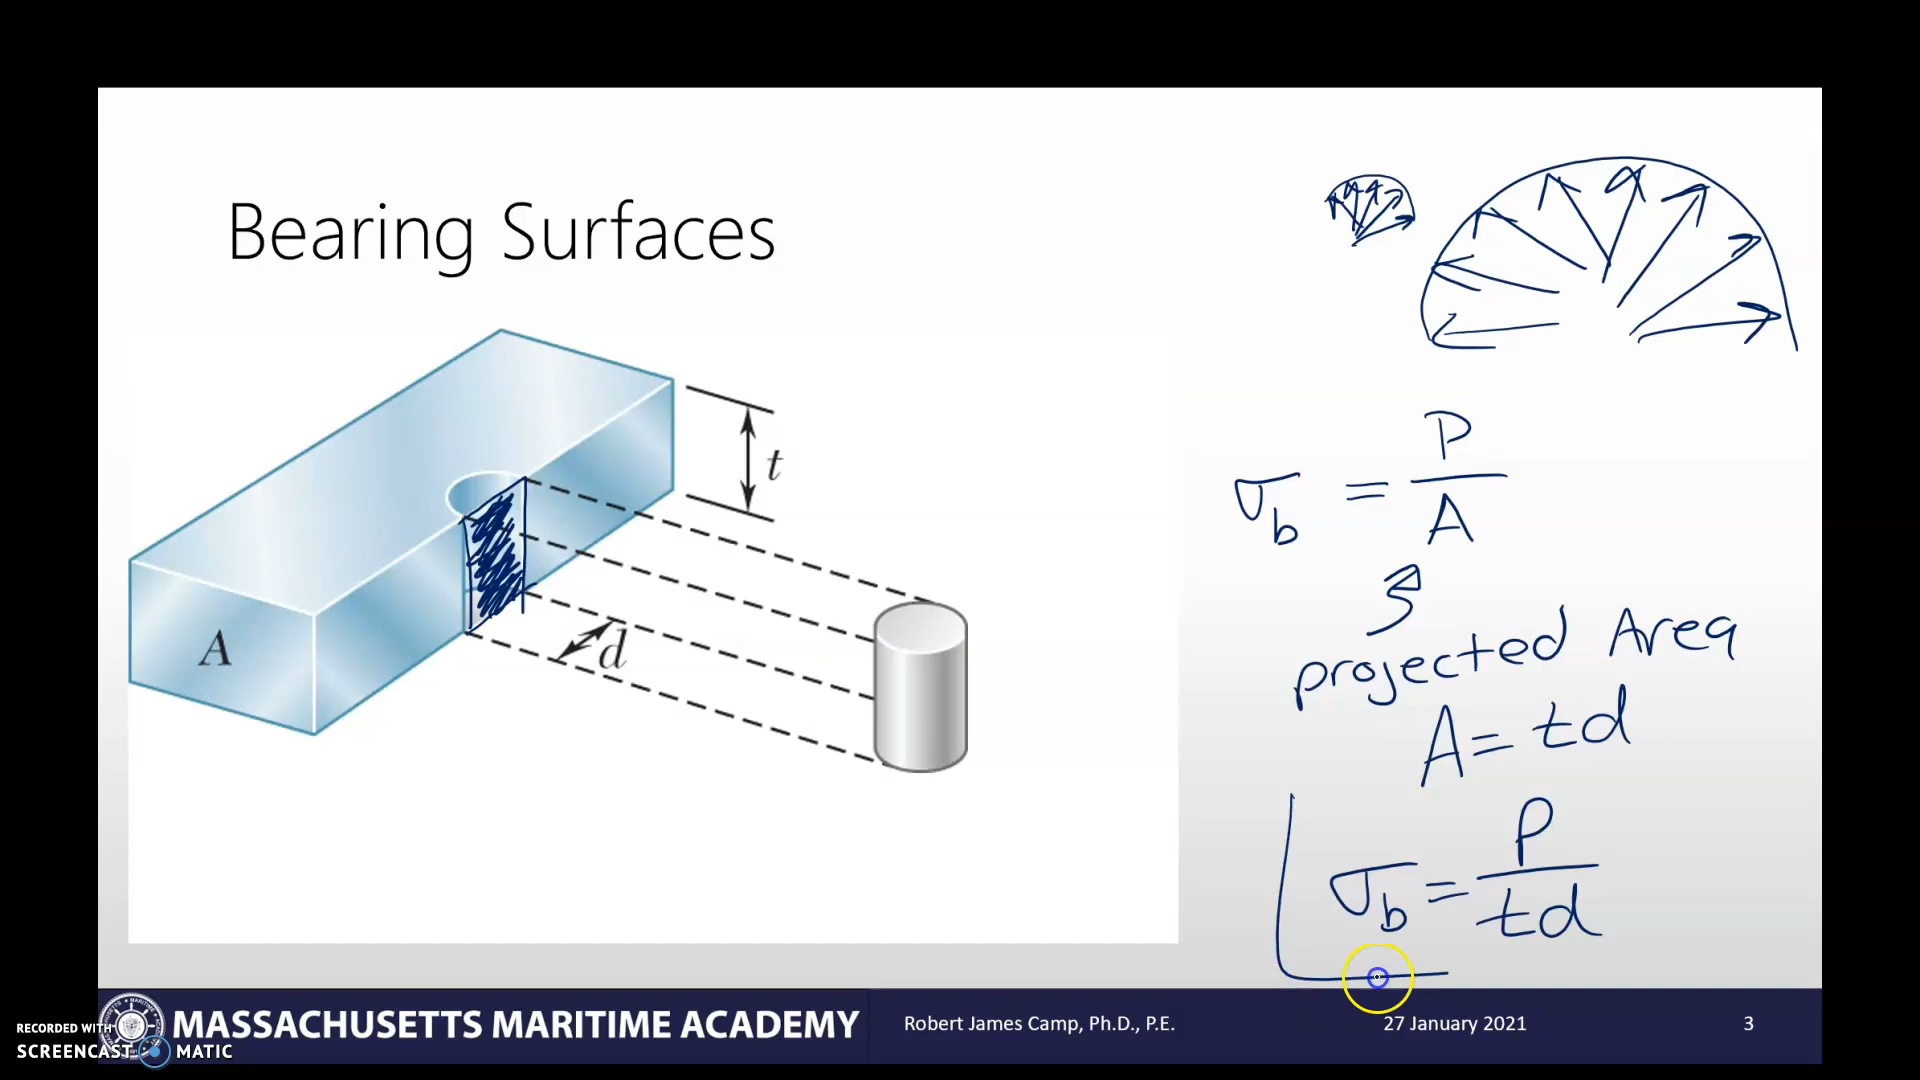 Bearing Surfaces
t
A
d
σb = P/A
projected Area
A = td
σb = P/td
MASSACHUSETTS MARITIME ACADEMY
Robert James Camp, Ph.D., P.E.
27 January 2021
3
RECORDED WITH
SCREENCAST MATIC